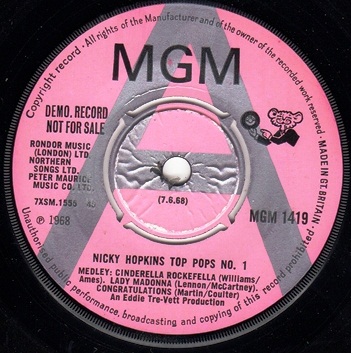 Copyright record · All rights of the Manufacturer and of the owner of the recorded work reserved · MADE IN GT. BRITAIN
MGM
DEMO. RECORD
NOT FOR SALE
RONDOR MUSIC
(LONDON) LTD.
NORTHERN
SONGS LTD.
PETER MAURICE
MUSIC CO. LTD.
7XSM.1555 45
℗ 1968
(7.6.68)
MGM 1419
NICKY HOPKINS TOP POPS NO. 1
MEDLEY: CINDERELLA ROCKEFELLA (Williams/
Ames). LADY MADONNA (Lennon/McCartney).
CONGRATULATIONS (Martin/Coulter)
An Eddie Tre-Vett Production
Unauthorised public performance, broadcasting and copying of this record prohibited